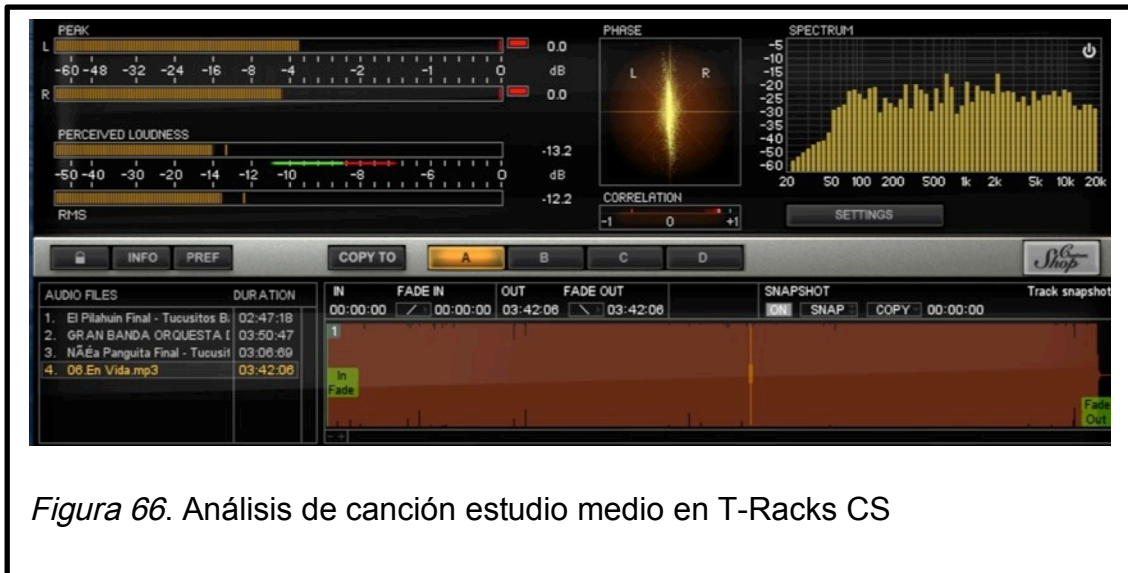 PEAK
L 0.0
-60 -48 -32 -24 -16 -8 -4 -2 -1 0 dB
R 0.0
PERCEIVED LOUDNESS
-13.2
-50 -40 -30 -20 -14 -12 -10 -8 -6 0 dB
-12.2
RMS
PHASE
L R
CORRELATION
-1 0 +1
SPECTRUM
-5
-10
-15
-20
-25
-30
-35
-40
-50
-60
20 50 100 200 500 1k 2k 5k 10k 20k
SETTINGS
INFO PREF COPY TO A B C D
Custom
Shop
AUDIO FILES DURATION
1. El Pilahuin Final - Tucusitos B. 02:47:18
2. GRAN BANDA ORQUESTA [ 03:50:47
3. NÃÉa Panguita Final - Tucusit 03:06:69
4. 06.En Vida.mp3 03:42:06
IN FADE IN OUT FADE OUT SNAPSHOT Track snapshot
00:00:00 00:00:00 03:42:06 03:42:06 ON SNAP COPY 00:00:00
1
In
Fade
Fade
Out
- +
Figura 66. Análisis de canción estudio medio en T-Racks CS